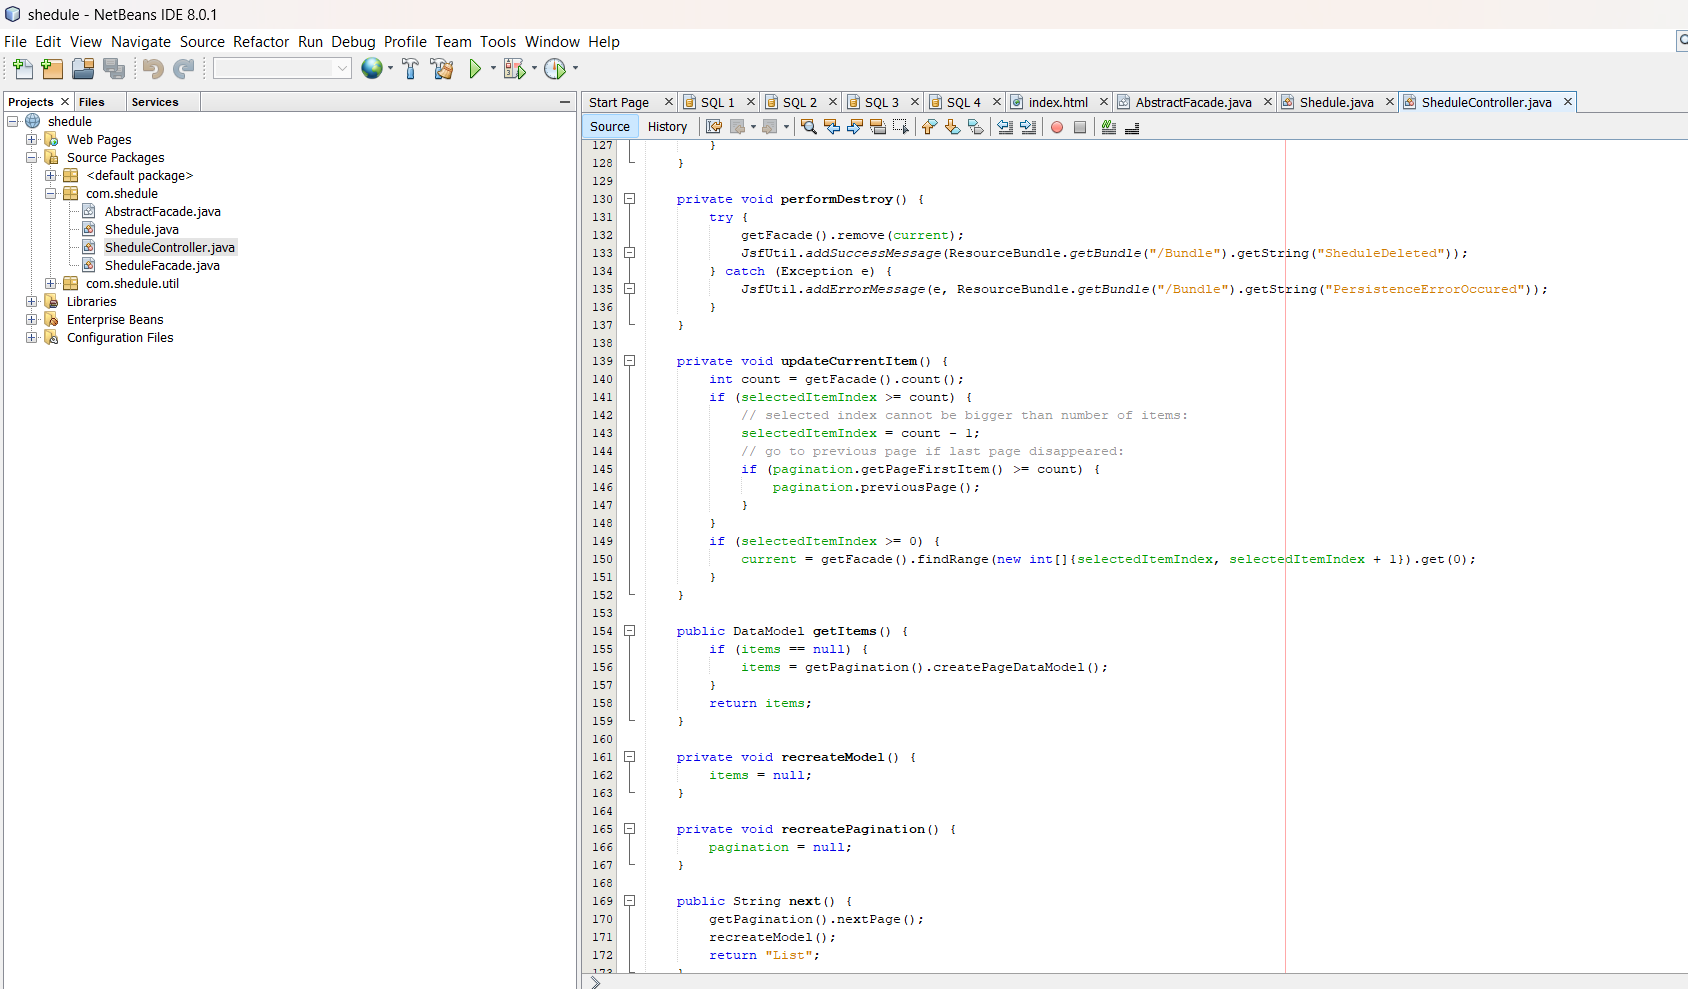 shedule - NetBeans IDE 8.0.1
File Edit View Navigate Source Refactor Run Debug Profile Team Tools Window Help
Projects Files Services
shedule
Web Pages
Source Packages
<default package>
com.shedule
AbstractFacade.java
Shedule.java
SheduleController.java
SheduleFacade.java
com.shedule.util
Libraries
Enterprise Beans
Configuration Files
Start Page SQL 1 SQL 2 SQL 3 SQL 4 index.html AbstractFacade.java Shedule.java SheduleController.java
Source History
127 }
128 }
129
130 private void performDestroy() {
131 try {
132 getFacade().remove(current);
133 JsfUtil.addSuccessMessage(ResourceBundle.getBundle("/Bundle").getString("SheduleDeleted"));
134 } catch (Exception e) {
135 JsfUtil.addErrorMessage(e, ResourceBundle.getBundle("/Bundle").getString("PersistenceErrorOccured"));
136 }
137 }
138
139 private void updateCurrentItem() {
140 int count = getFacade().count();
141 if (selectedItemIndex >= count) {
142 // selected index cannot be bigger than number of items:
143 selectedItemIndex = count - 1;
144 // go to previous page if last page disappeared:
145 if (pagination.getPageFirstItem() >= count) {
146 pagination.previousPage();
147 }
148 }
149 if (selectedItemIndex >= 0) {
150 current = getFacade().findRange(new int[]{selectedItemIndex, selectedItemIndex + 1}).get(0);
151 }
152 }
153
154 public DataModel getItems() {
155 if (items == null) {
156 items = getPagination().createPageDataModel();
157 }
158 return items;
159 }
160
161 private void recreateModel() {
162 items = null;
163 }
164
165 private void recreatePagination() {
166 pagination = null;
167 }
168
169 public String next() {
170 getPagination().nextPage();
171 recreateModel();
172 return "List";
173 }